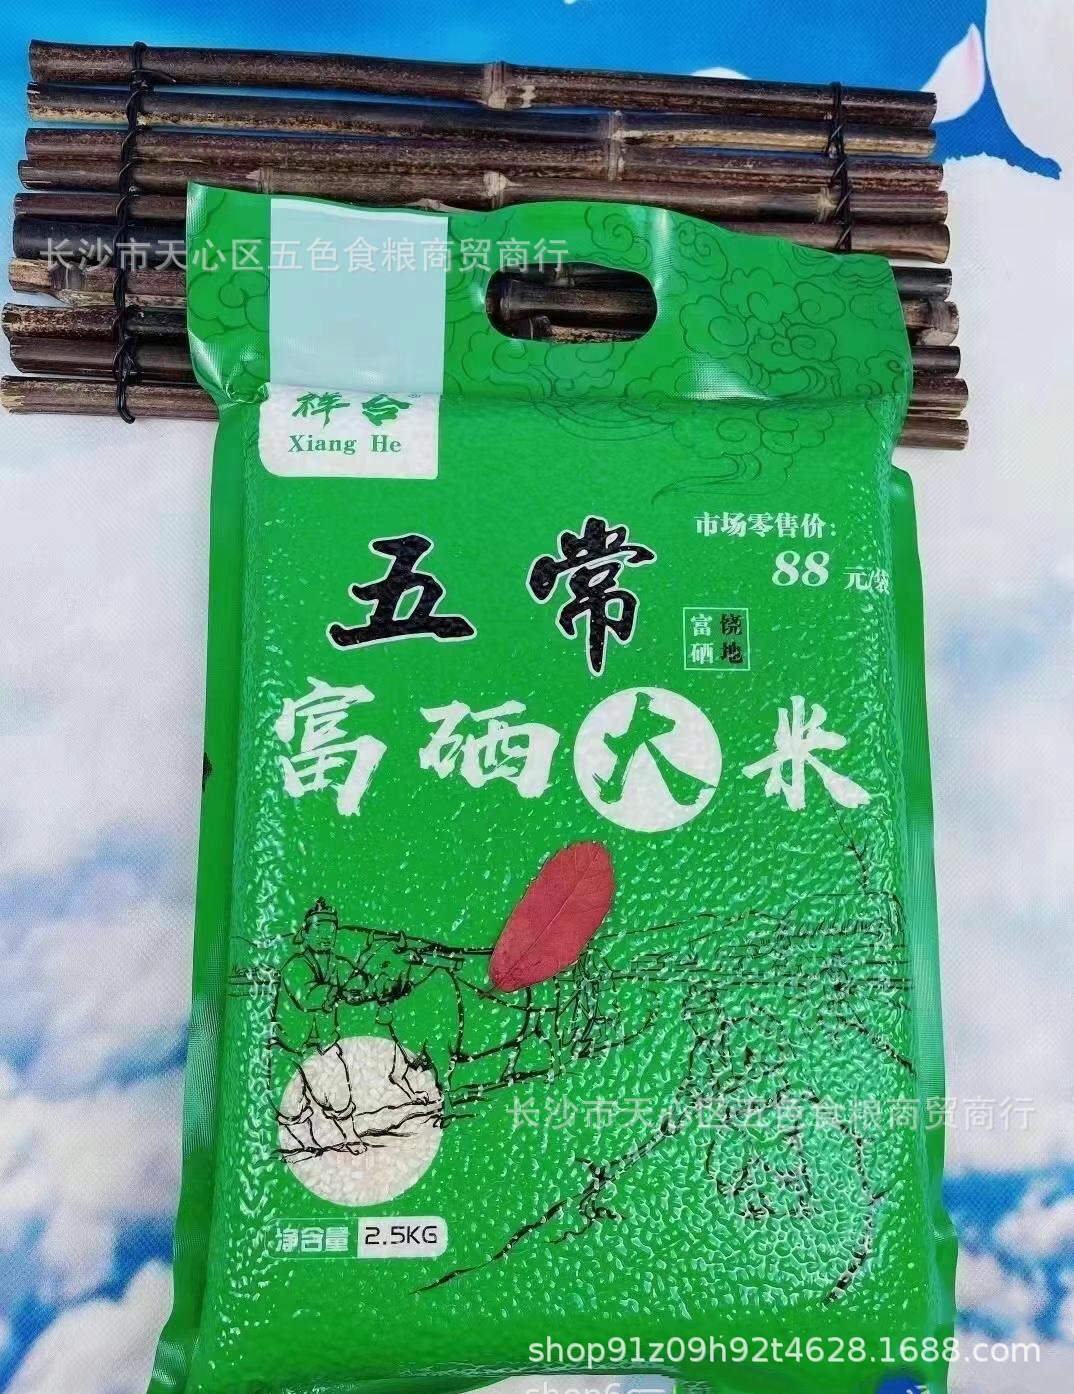 长沙市天心区五色食粮商贸商行
祥合
Xiang He
市场零售价:
88 元/袋
五常
富硒 饶地
富硒大米
长沙市天心区五色食粮商贸商行
净含量 2.5KG
shop91z09h92t4628.1688.com